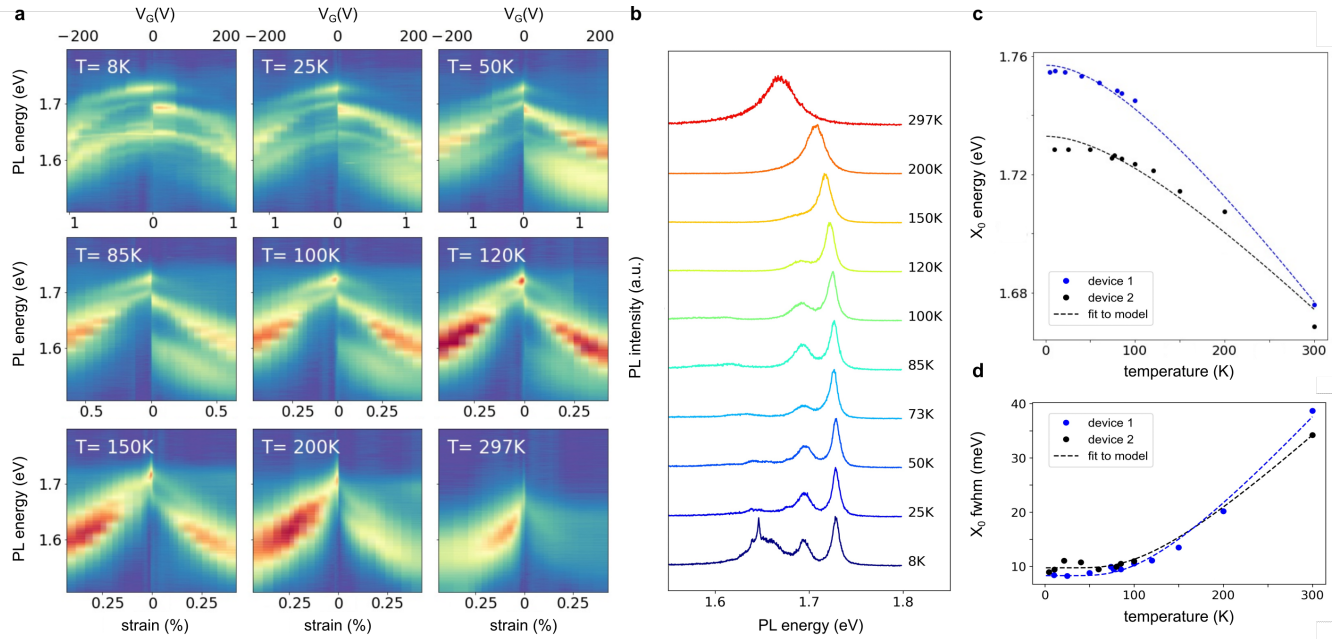 a
V_G(V)
V_G(V)
V_G(V)
−200 0 200
−200 0 200
−200 0 200
PL energy (eV)
1.7
1.6
T= 8K
T= 25K
T= 50K
1 0 1
1 0 1
1 0 1
PL energy (eV)
1.7
1.6
T= 85K
T= 100K
T= 120K
0.5 0 0.5
0.25 0 0.25
0.25 0 0.25
PL energy (eV)
1.7
1.6
T= 150K
T= 200K
T= 297K
0.25 0 0.25
0.25 0 0.25
0.25 0 0.25
strain (%)
strain (%)
strain (%)
b
PL intensity (a.u.)
297K
200K
150K
120K
100K
85K
73K
50K
25K
8K
1.6 1.7 1.8
PL energy (eV)
c
X_0 energy (eV)
1.76
1.72
1.68
device 1
device 2
fit to model
0 100 200 300
temperature (K)
d
X_0 fwhm (meV)
40
30
20
10
device 1
device 2
fit to model
0 100 200 300
temperature (K)